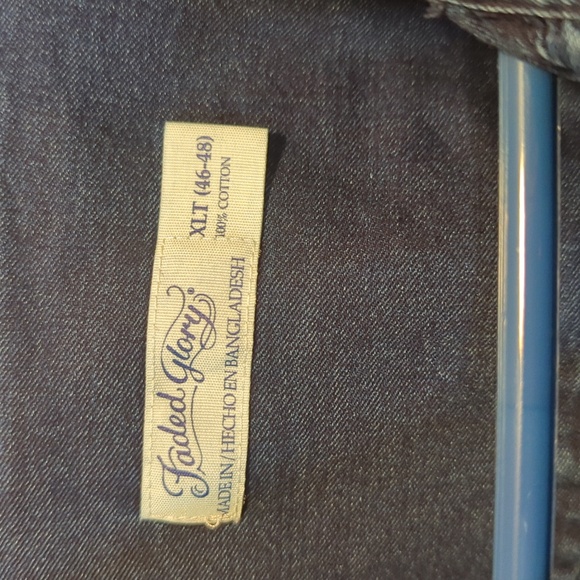 Faded Glory®
MADE IN / HECHO EN BANGLADESH
XLT (46-48)
100% COTTON